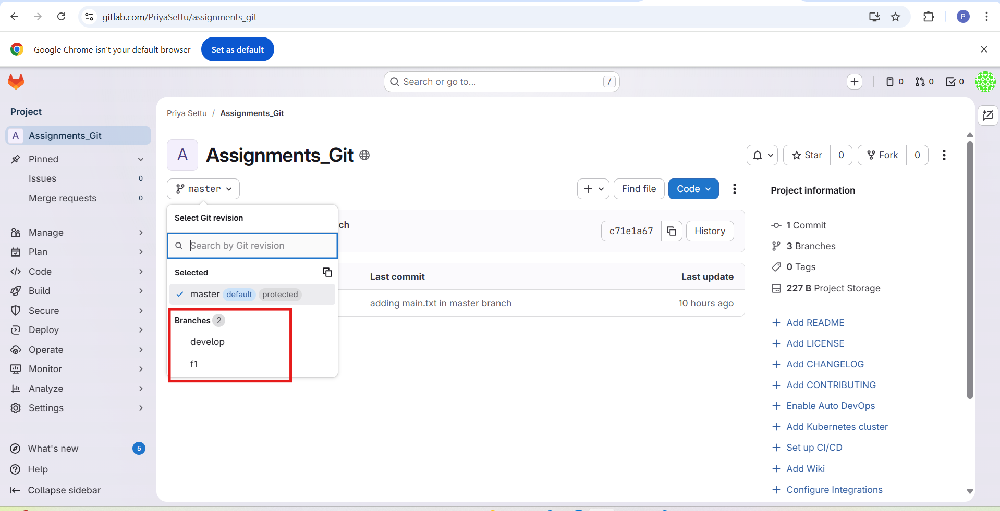 gitlab.com/PriyaSettu/assignments_git
P
Google Chrome isn't your default browser
Set as default
Search or go to...
/
0
0
0
Project
A Assignments_Git
Pinned
Issues 0
Merge requests 0
Manage
Plan
Code
Build
Secure
Deploy
Operate
Monitor
Analyze
Settings
What's new 5
Help
Collapse sidebar
Priya Settu / Assignments_Git
A
Assignments_Git
Star 0
Fork 0
master
Find file
Code
Select Git revision
Search by Git revision
Selected
master default protected
Branches 2
develop
f1
ch
c71e1a67
History
Last commit
Last update
adding main.txt in master branch
10 hours ago
Project information
1 Commit
3 Branches
0 Tags
227 B Project Storage
Add README
Add LICENSE
Add CHANGELOG
Add CONTRIBUTING
Enable Auto DevOps
Add Kubernetes cluster
Set up CI/CD
Add Wiki
Configure Integrations